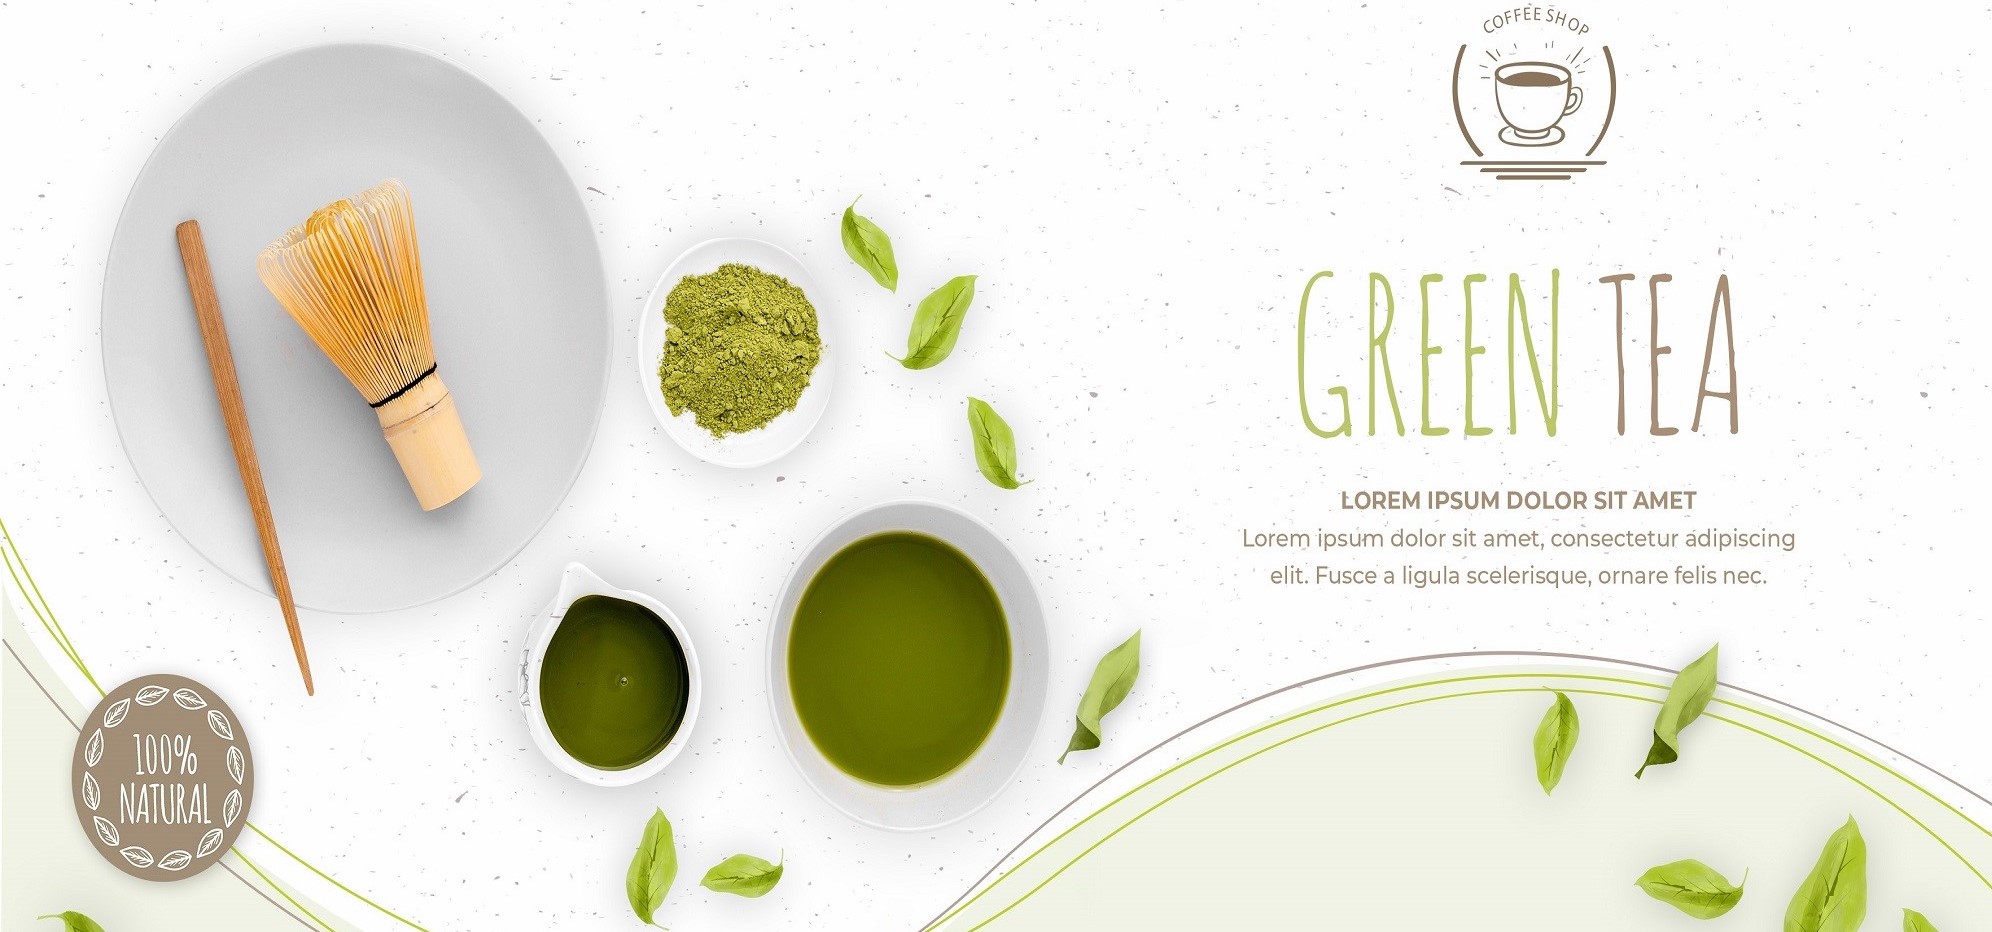 COFFEE SHOP
GREEN TEA
LOREM IPSUM DOLOR SIT AMET
Lorem ipsum dolor sit amet, consectetur adipiscing
elit. Fusce a ligula scelerisque, ornare felis nec.
100%
NATURAL